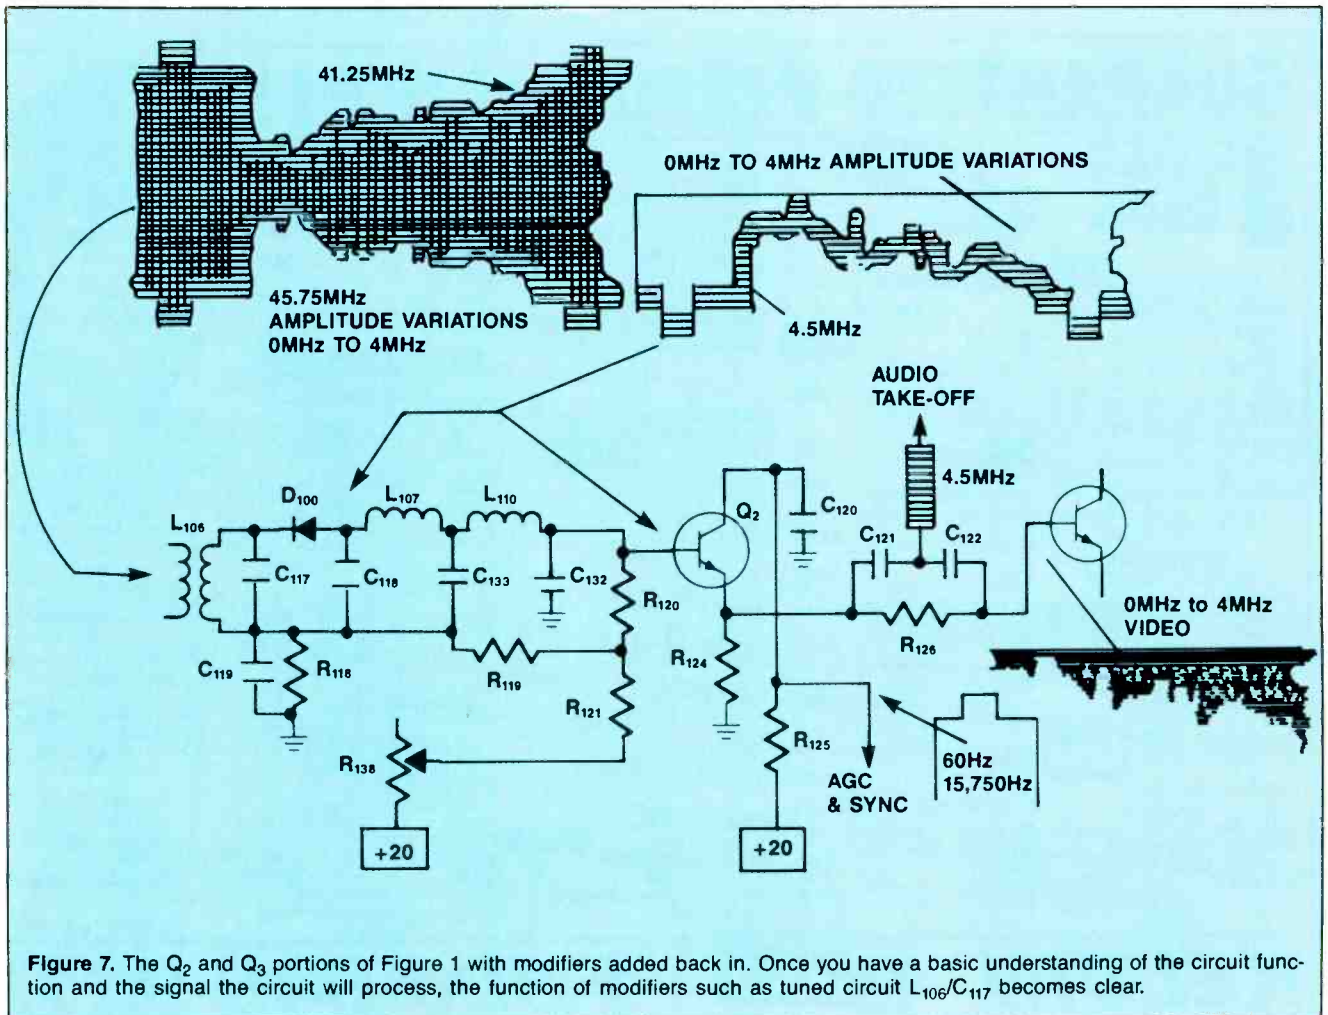 41.25MHz
0MHz TO 4MHz AMPLITUDE VARIATIONS
45.75MHz
AMPLITUDE VARIATIONS
0MHz TO 4MHz
4.5MHz
AUDIO
TAKE-OFF
4.5MHz
D100
L107
L110
L106
Q2
C120
C121
C122
C117
C118
C133
C132
R120
0MHz to 4MHz
VIDEO
R126
C119
R118
R119
R124
R121
R125
R138
60Hz
15,750Hz
AGC
& SYNC
+20
+20
Figure 7. The Q2 and Q3 portions of Figure 1 with modifiers added back in. Once you have a basic understanding of the circuit func-
tion and the signal the circuit will process, the function of modifiers such as tuned circuit L106/C117 becomes clear.